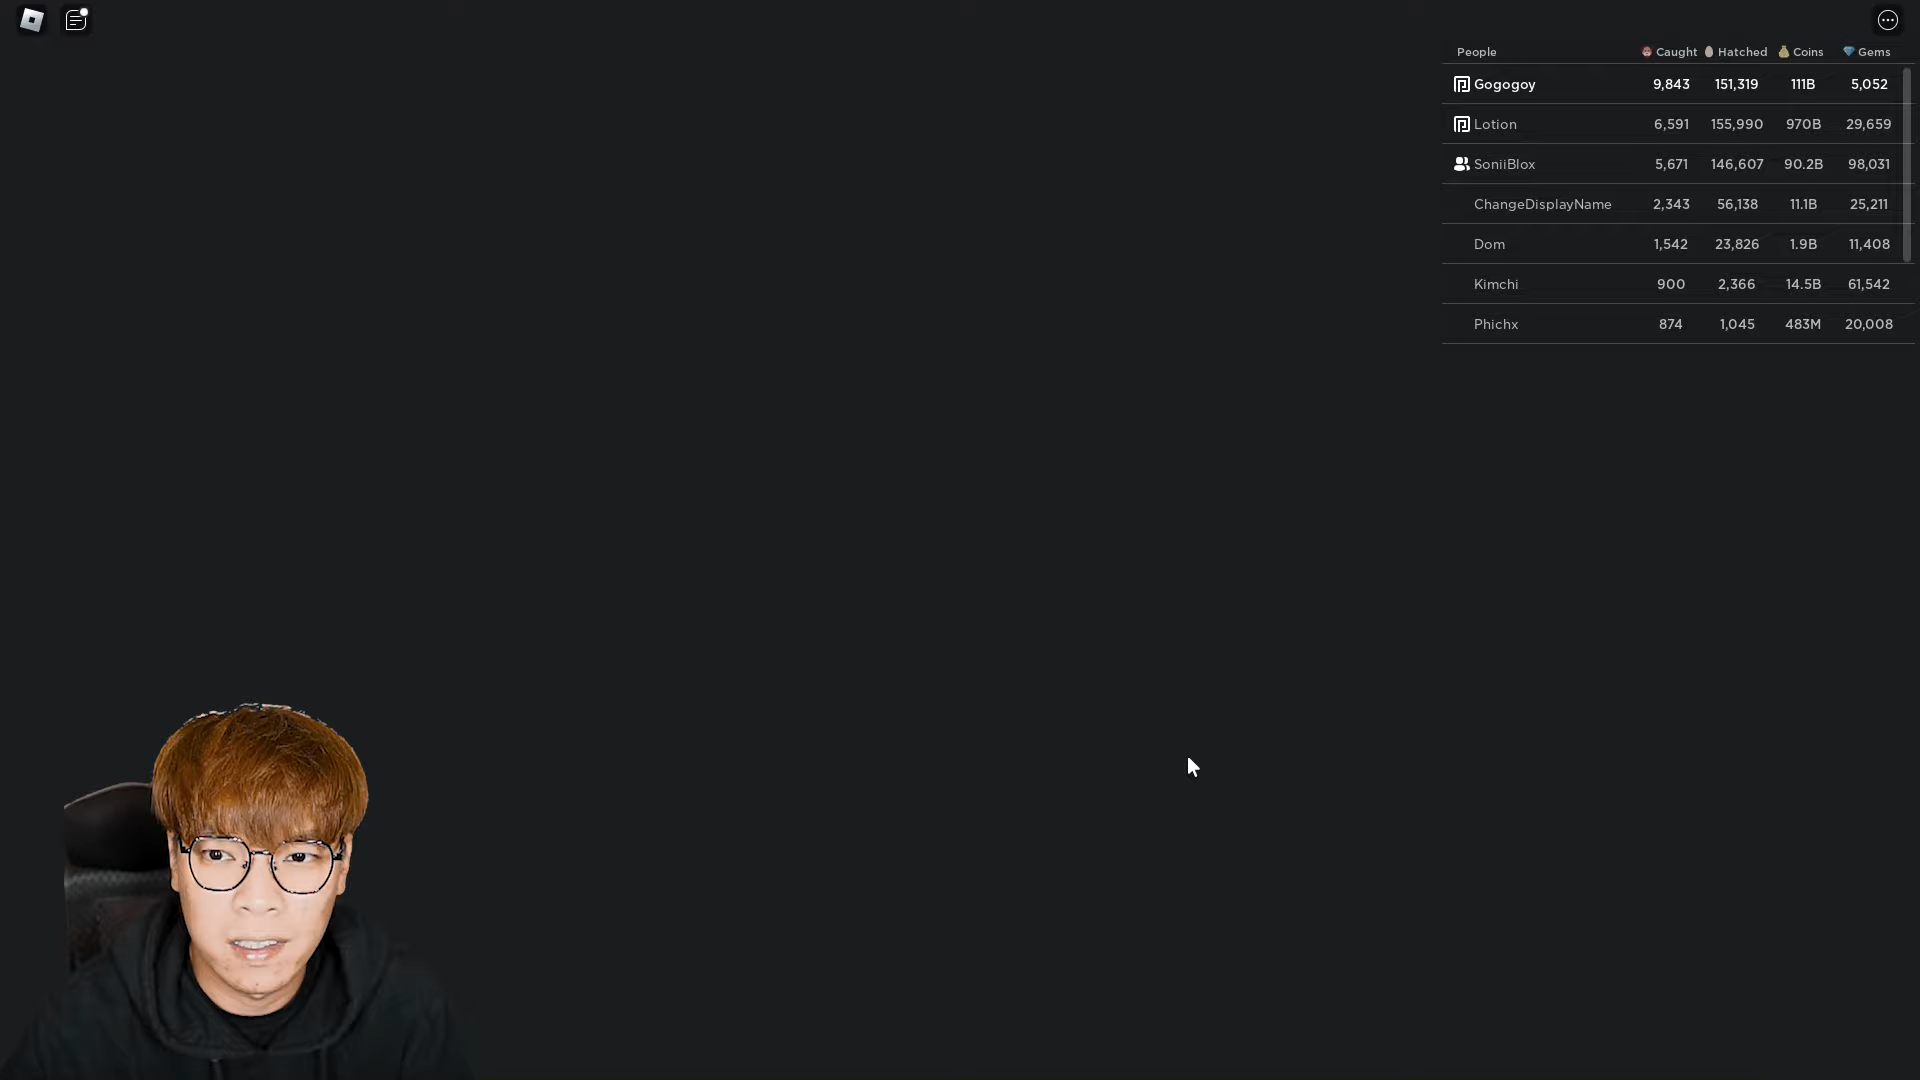 People Caught Hatched Coins Gems
Gogogoy 9,843 151,319 111B 5,052
Lotion 6,591 155,990 970B 29,659
SoniiBlox 5,671 146,607 90.2B 98,031
ChangeDisplayName 2,343 56,138 11.1B 25,211
Dom 1,542 23,826 1.9B 11,408
Kimchi 900 2,366 14.5B 61,542
Phichx 874 1,045 483M 20,008